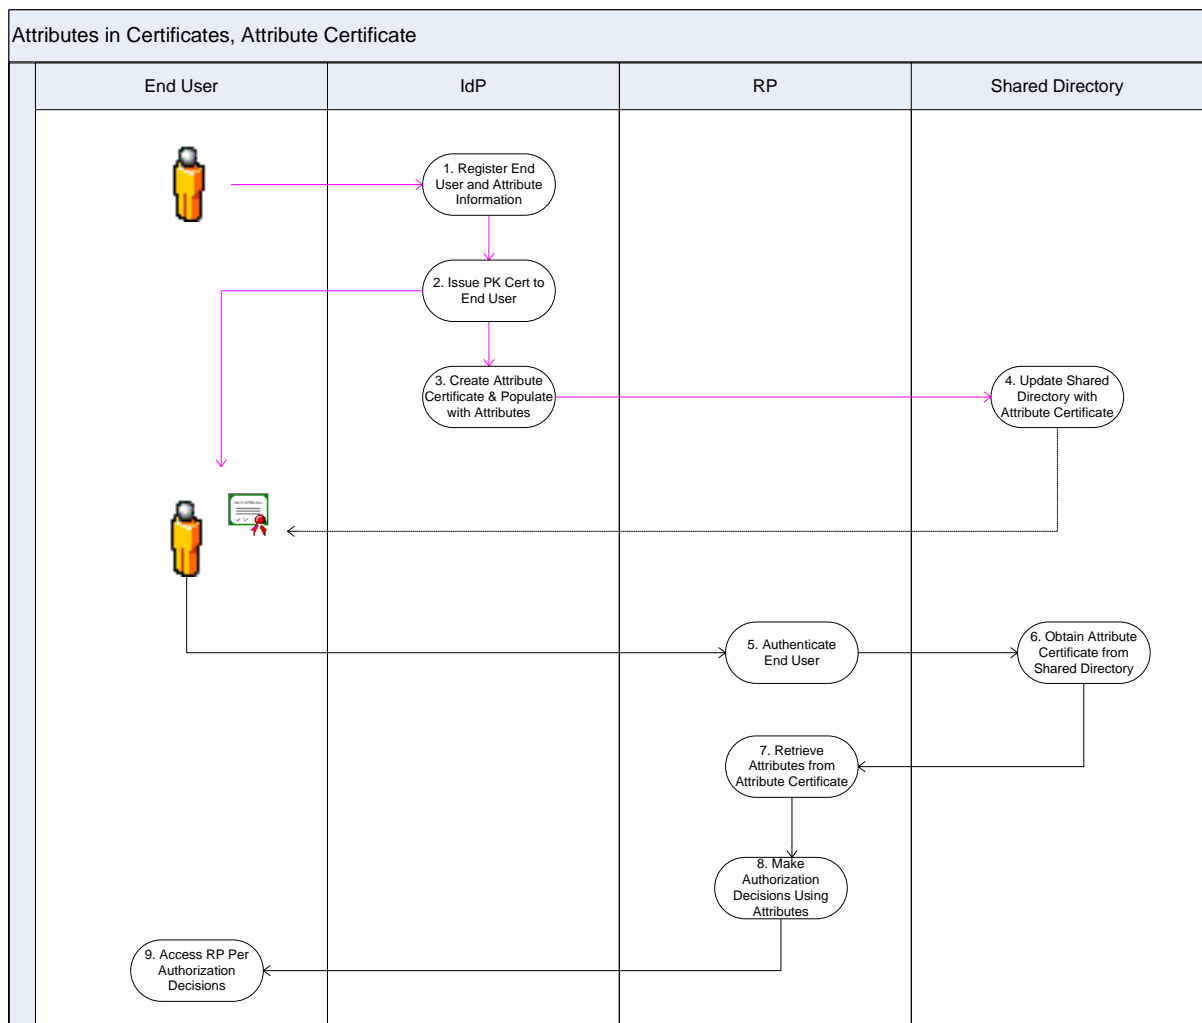 Attributes in Certificates, Attribute Certificate
End User
IdP
RP
Shared Directory
1. Register End
User and Attribute
Information
2. Issue PK Cert to
End User
3. Create Attribute
Certificate & Populate
with Attributes
4. Update Shared
Directory with
Attribute Certificate
5. Authenticate
End User
6. Obtain Attribute
Certificate from
Shared Directory
7. Retrieve
Attributes from
Attribute Certificate
8. Make
Authorization
Decisions Using
Attributes
9. Access RP Per
Authorization
Decisions